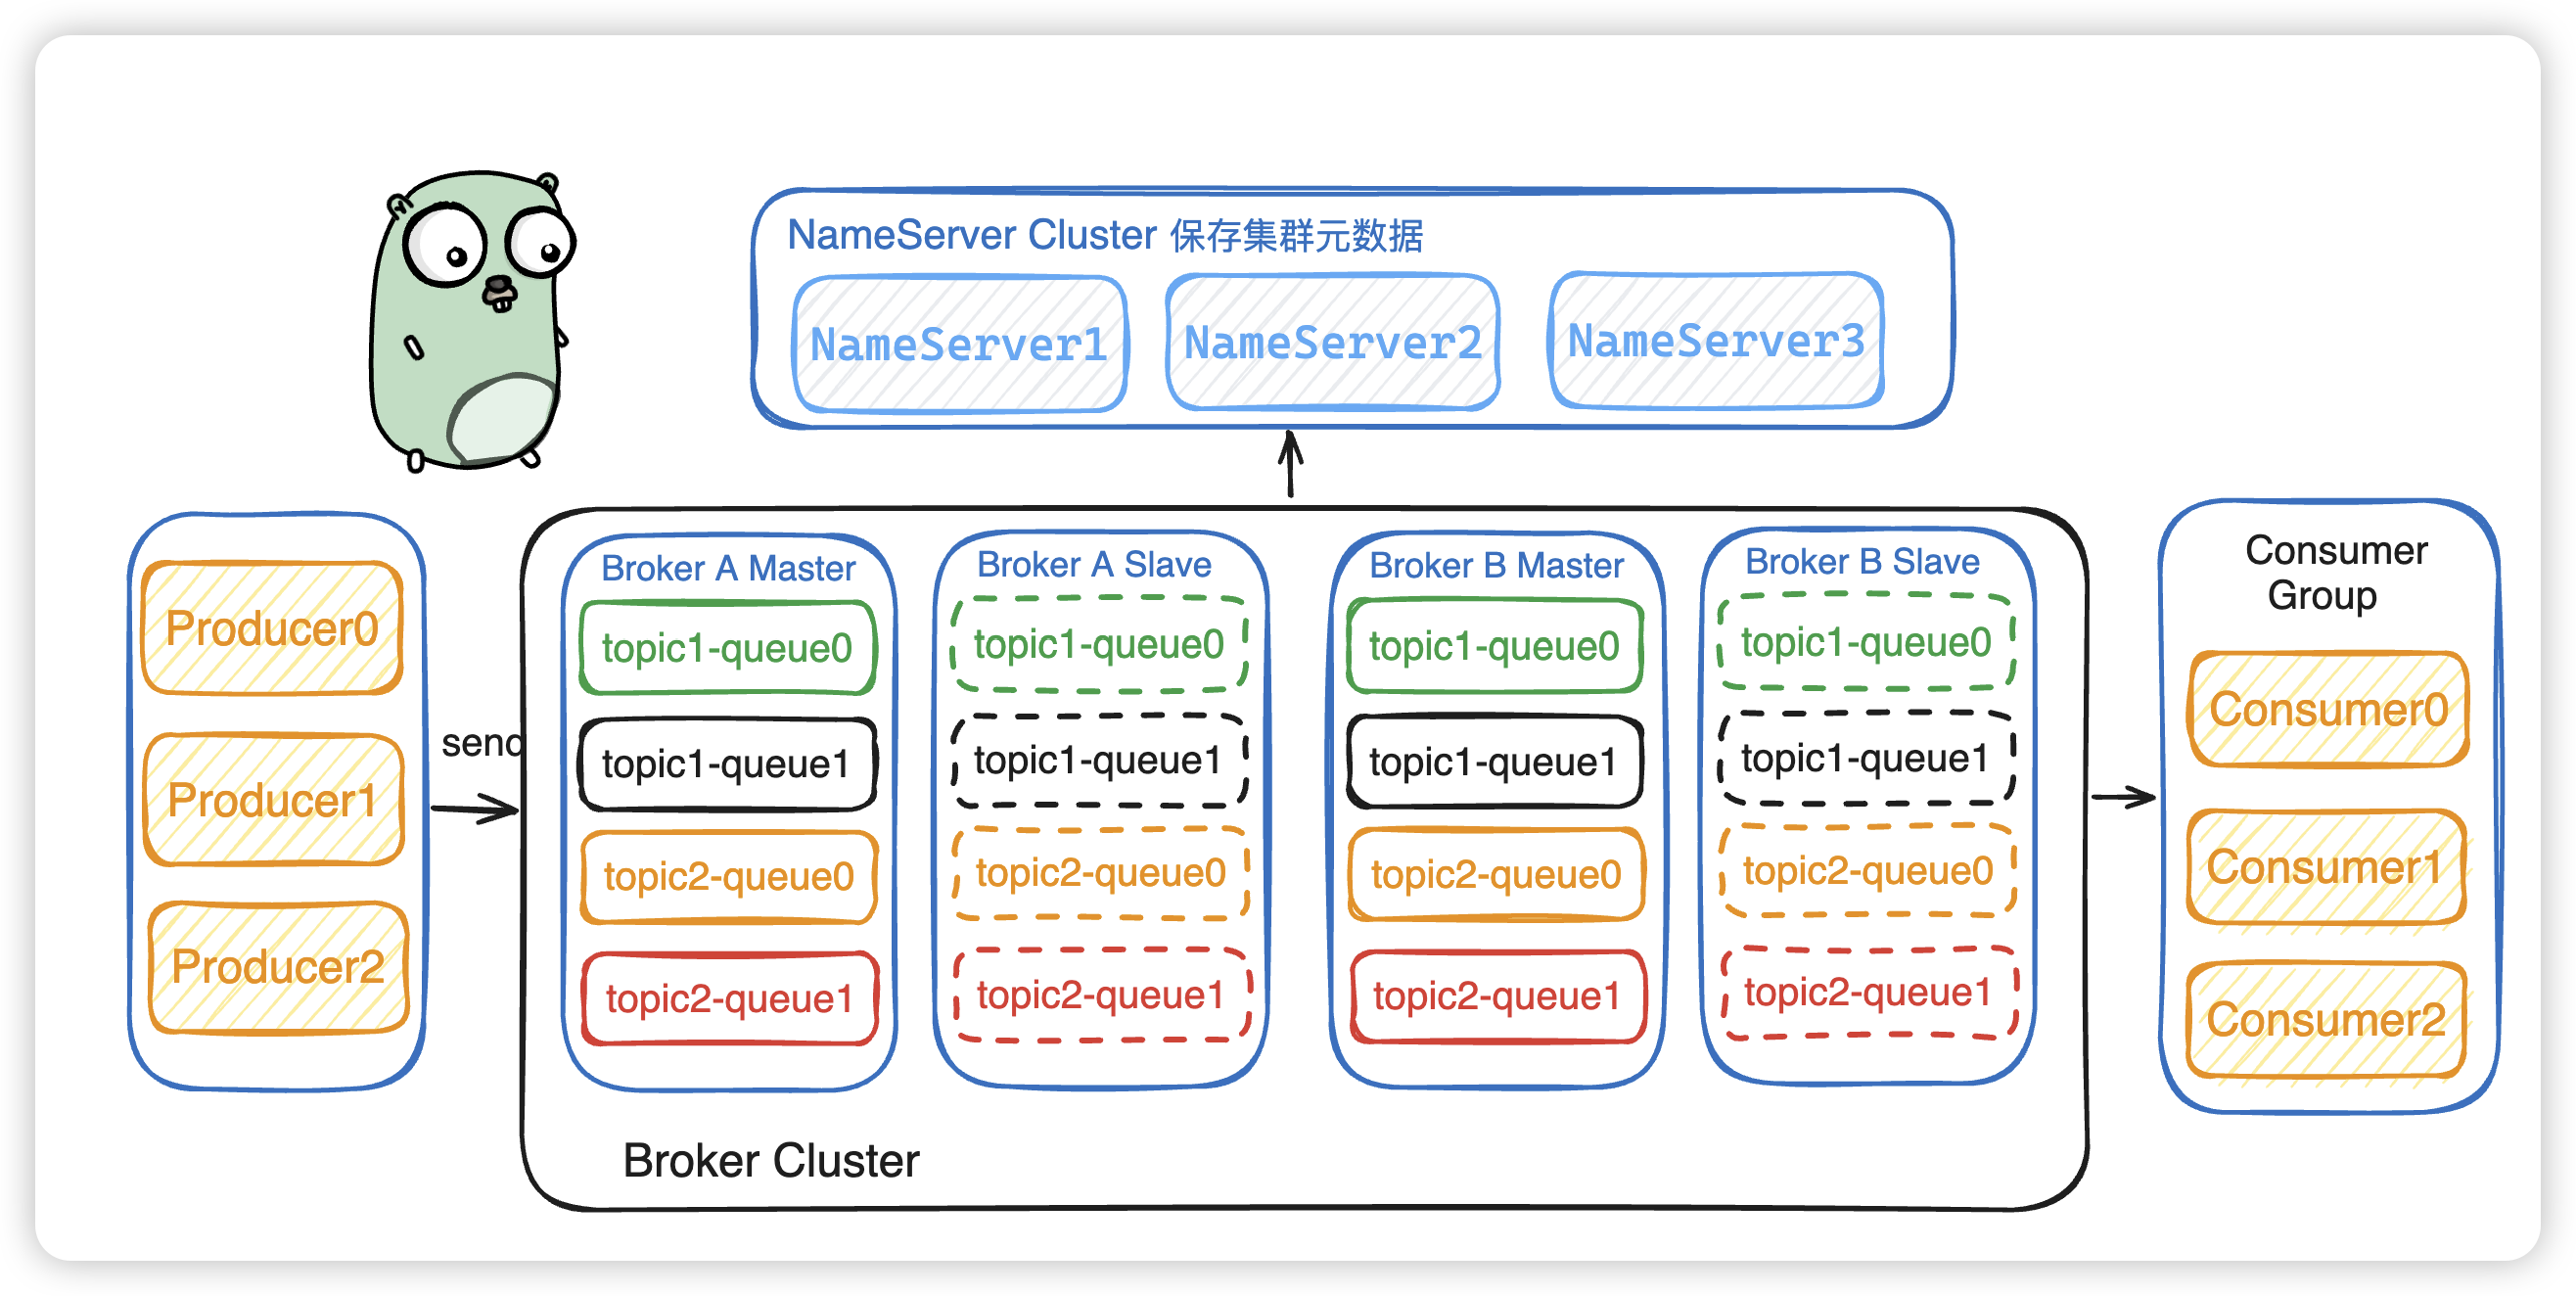 NameServer Cluster 保存集群元数据
NameServer1
NameServer2
NameServer3
Producer0
Producer1
Producer2
send
Broker A Master
topic1-queue0
topic1-queue1
topic2-queue0
topic2-queue1
Broker A Slave
topic1-queue0
topic1-queue1
topic2-queue0
topic2-queue1
Broker B Master
topic1-queue0
topic1-queue1
topic2-queue0
topic2-queue1
Broker B Slave
topic1-queue0
topic1-queue1
topic2-queue0
topic2-queue1
Broker Cluster
Consumer
Group
Consumer0
Consumer1
Consumer2